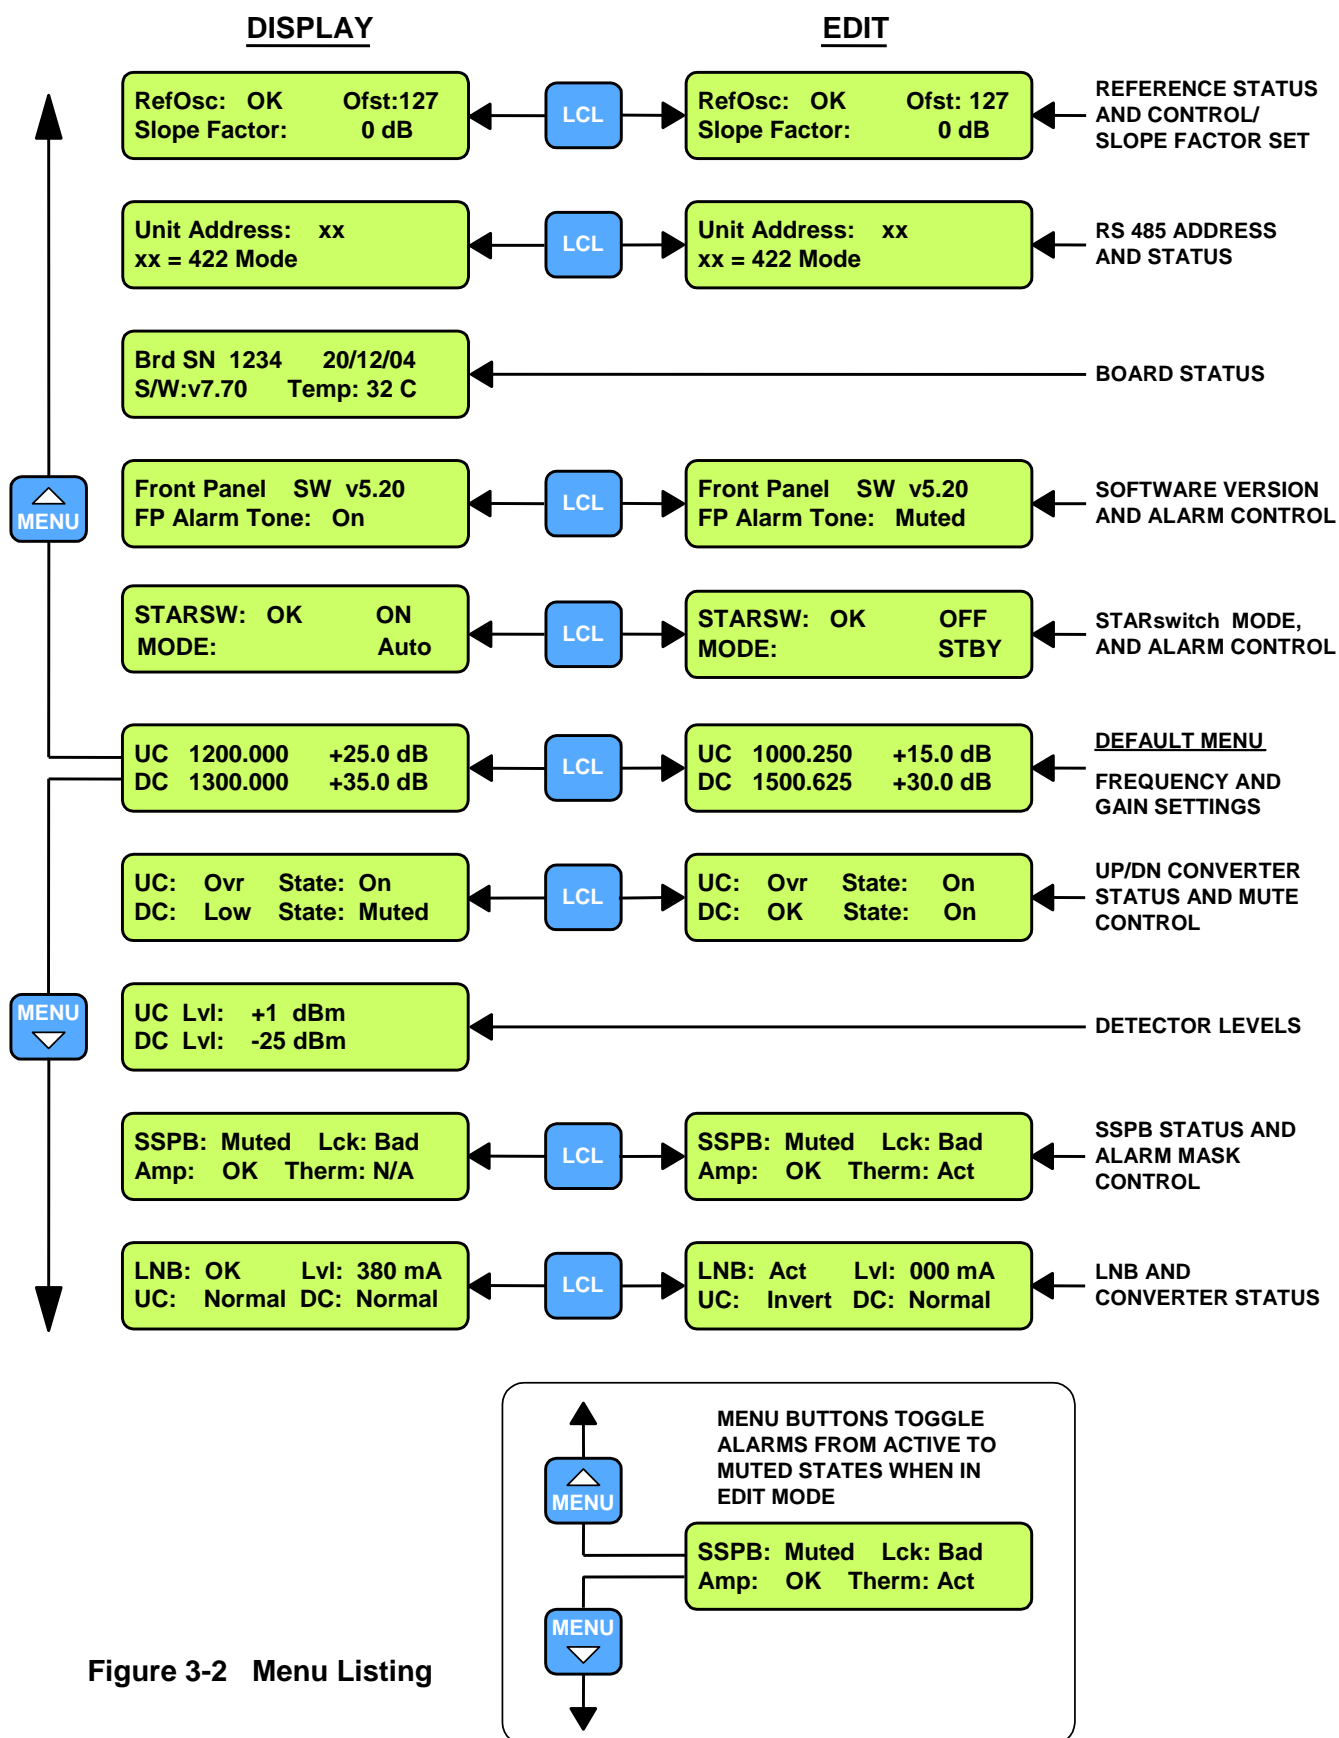 DISPLAY
EDIT
RefOsc: OK Ofst:127
Slope Factor: 0 dB
LCL
RefOsc: OK Ofst: 127
Slope Factor: 0 dB
REFERENCE STATUS
AND CONTROL/
SLOPE FACTOR SET
Unit Address: xx
xx = 422 Mode
LCL
Unit Address: xx
xx = 422 Mode
RS 485 ADDRESS
AND STATUS
Brd SN 1234 20/12/04
S/W:v7.70 Temp: 32 C
BOARD STATUS
MENU
Front Panel SW v5.20
FP Alarm Tone: On
LCL
Front Panel SW v5.20
FP Alarm Tone: Muted
SOFTWARE VERSION
AND ALARM CONTROL
STARSW: OK ON
MODE: Auto
LCL
STARSW: OK OFF
MODE: STBY
STARswitch MODE,
AND ALARM CONTROL
UC 1200.000 +25.0 dB
DC 1300.000 +35.0 dB
LCL
UC 1000.250 +15.0 dB
DC 1500.625 +30.0 dB
DEFAULT MENU
FREQUENCY AND
GAIN SETTINGS
UC: Ovr State: On
DC: Low State: Muted
LCL
UC: Ovr State: On
DC: OK State: On
UP/DN CONVERTER
STATUS AND MUTE
CONTROL
MENU
UC Lvl: +1 dBm
DC Lvl: -25 dBm
DETECTOR LEVELS
SSPB: Muted Lck: Bad
Amp: OK Therm: N/A
LCL
SSPB: Muted Lck: Bad
Amp: OK Therm: Act
SSPB STATUS AND
ALARM MASK
CONTROL
LNB: OK Lvl: 380 mA
UC: Normal DC: Normal
LCL
LNB: Act Lvl: 000 mA
UC: Invert DC: Normal
LNB AND
CONVERTER STATUS
MENU BUTTONS TOGGLE
ALARMS FROM ACTIVE TO
MUTED STATES WHEN IN
EDIT MODE
MENU
SSPB: Muted Lck: Bad
Amp: OK Therm: Act
MENU
Figure 3-2 Menu Listing